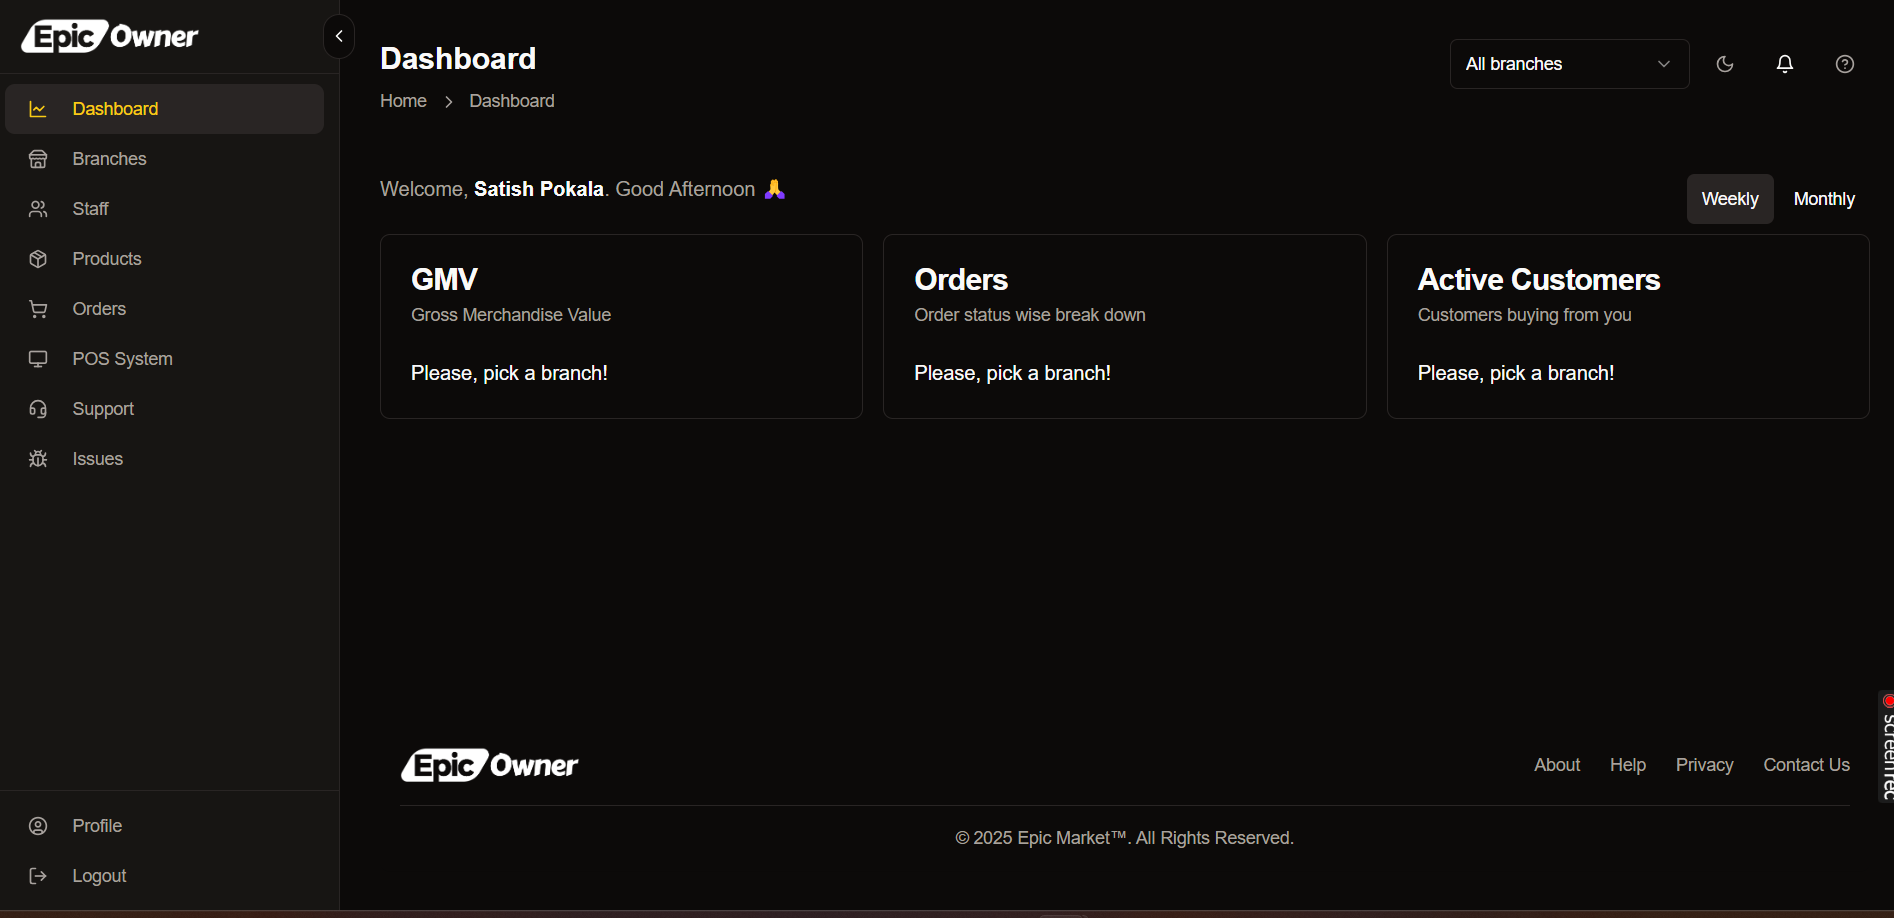 Epic Owner
Dashboard
Branches
Staff
Products
Orders
POS System
Support
Issues
Profile
Logout
Dashboard
Home > Dashboard
All branches
Welcome, Satish Pokala. Good Afternoon 🙏
Weekly Monthly
GMV
Gross Merchandise Value
Please, pick a branch!
Orders
Order status wise break down
Please, pick a branch!
Active Customers
Customers buying from you
Please, pick a branch!
Epic Owner
About Help Privacy Contact Us
© 2025 Epic Market™. All Rights Reserved.